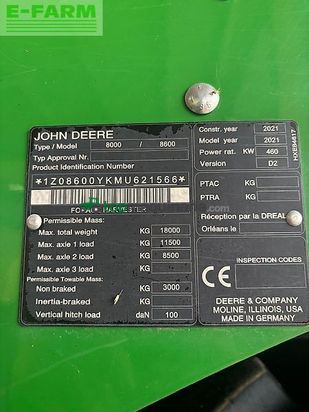 E-FARM
JOHN DEERE
Type / Model 8000 / 8600
Typ Approval Nr.
Product Identification Number
*1Z08600YKMU621566*
HARVESTER
Permissible Mass:
Max. total weight KG 18000
Max. axle 1 load KG 11500
Max. axle 2 load KG 8500
Max. axle 3 load KG
Permissible Towable Mass:
Non braked KG 3000
Inertia-braked KG
Vertical hitch load daN 100
Constr. year 2021
Model year 2021
Power rat. KW 460
Version D2
HXE64617
PTAC KG
PTRA KG
Réception par la DREAL
Orléans le
INSPECTION CODES
CE
DEERE & COMPANY
MOLINE, ILLINOIS, USA
MADE IN GERMANY